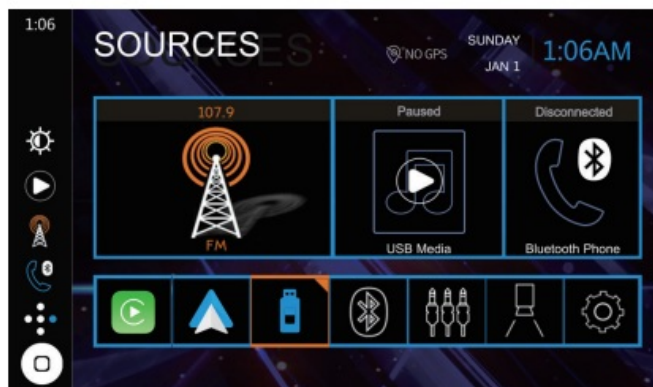 1:06
SOURCES
NO GPS
SUNDAY
JAN 1
1:06AM
107.9
Paused
Disconnected
FM
USB Media
Bluetooth Phone